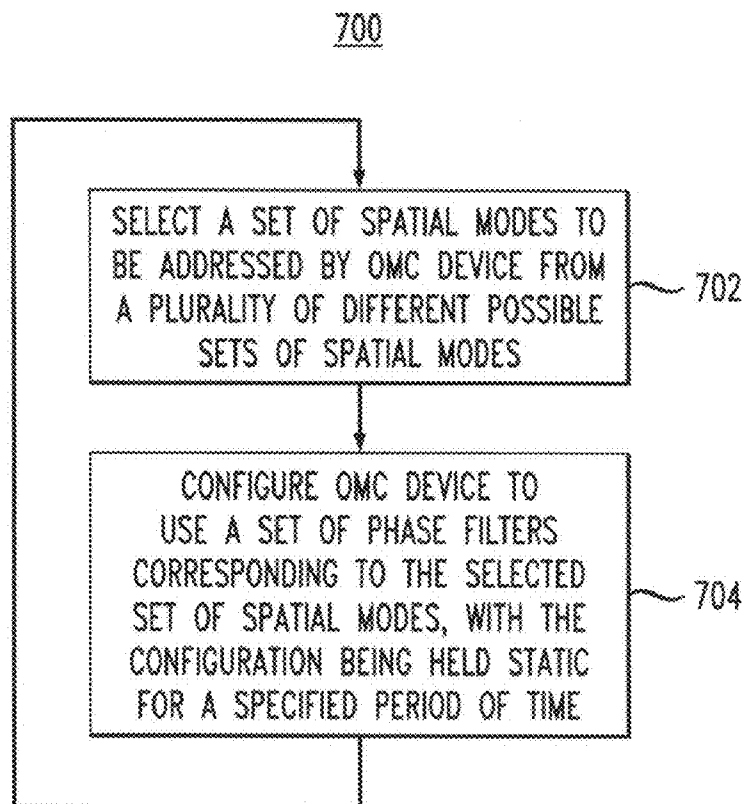 700
SELECT A SET OF SPATIAL MODES TO
BE ADDRESSED BY OMC DEVICE FROM
A PLURALITY OF DIFFERENT POSSIBLE
SETS OF SPATIAL MODES
702
CONFIGURE OMC DEVICE TO
USE A SET OF PHASE FILTERS
CORRESPONDING TO THE SELECTED
SET OF SPATIAL MODES, WITH THE
CONFIGURATION BEING HELD STATIC
FOR A SPECIFIED PERIOD OF TIME
704